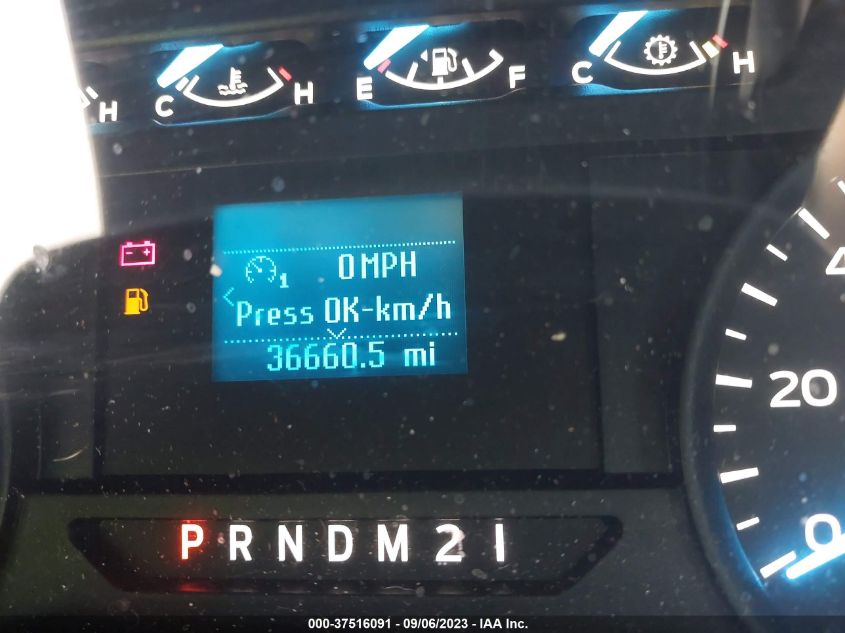 H C H E F C H
0 MPH
1
Press OK-km/h
36660.5 mi
20
0
P R N D M 2 1
000-37516091 - 09/06/2023 - IAA Inc.